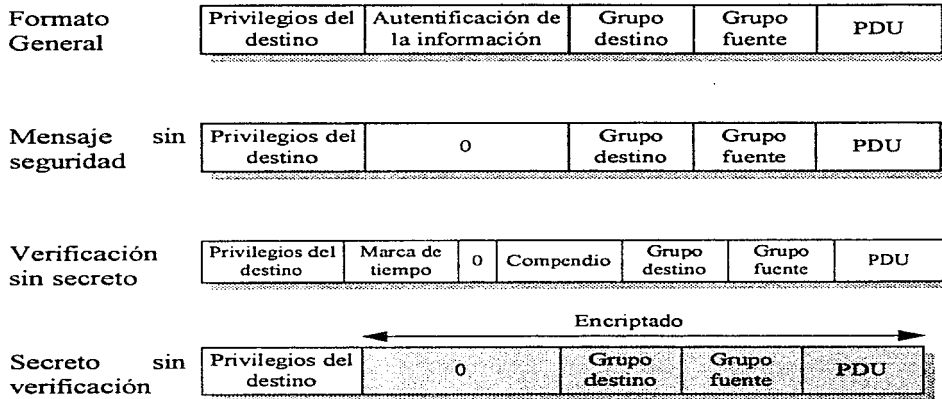 Formato General
Privilegios del destino
Autentificación de la información
Grupo destino
Grupo fuente
PDU
Mensaje sin seguridad
Privilegios del destino
0
Grupo destino
Grupo fuente
PDU
Verificación sin secreto
Privilegios del destino
Marca de tiempo
0
Compendio
Grupo destino
Grupo fuente
PDU
Encriptado
Secreto sin verificación
Privilegios del destino
0
Grupo destino
Grupo fuente
PDU